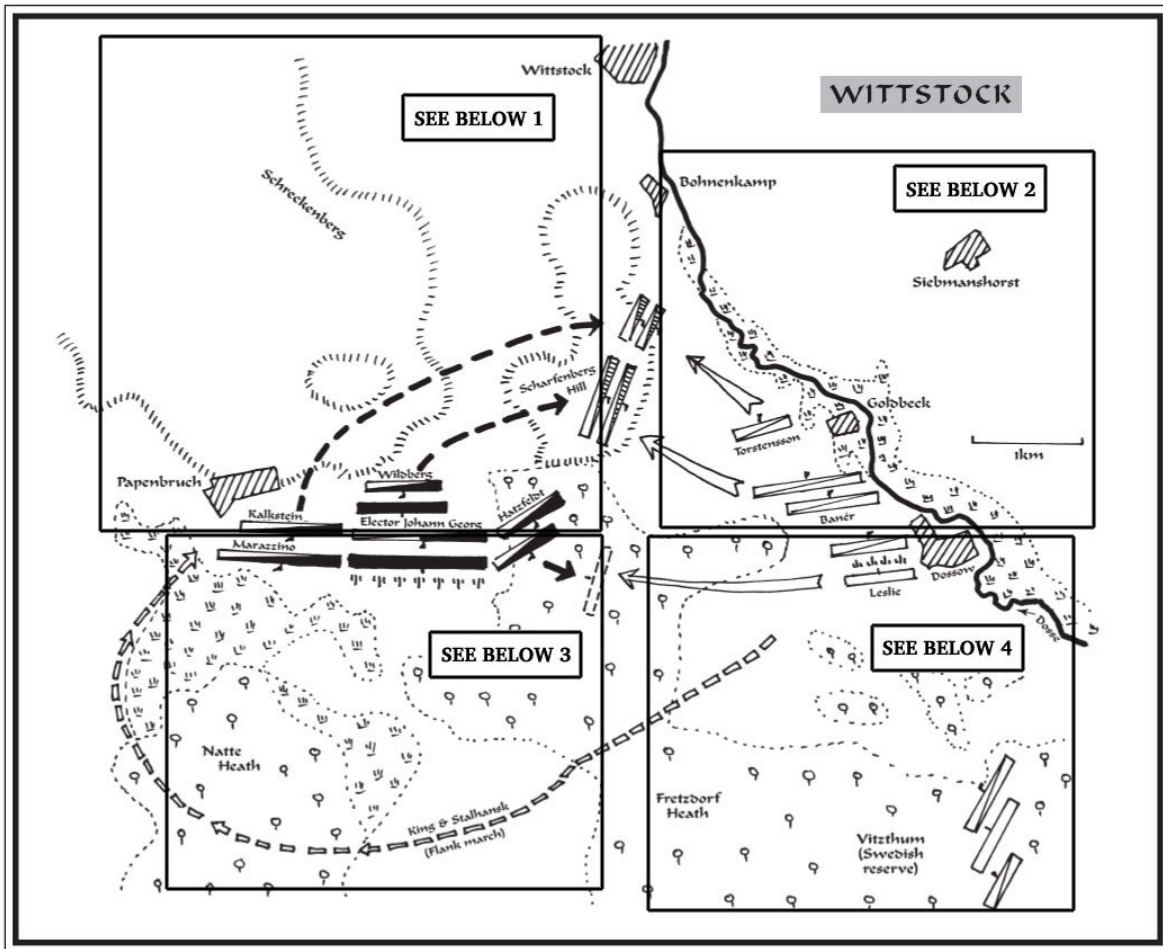 Wittstock
WITTSTOCK
SEE BELOW 1
Bohnenkamp
SEE BELOW 2
Schreckenberg
Siebmanshorst
Scharfenberg
Hill
Goldbeck
Torstensson
1km
Papenbruch
Wildberg
Hatzfeldt
Banér
Kalkstein
Elector Johann Georg
Marazzino
Dossow
Leslie
Dosse
SEE BELOW 3
SEE BELOW 4
Natte
Heath
King & Stalhansk
(Flank march)
Fretzdorf
Heath
Vitzthum
(Swedish
reserve)